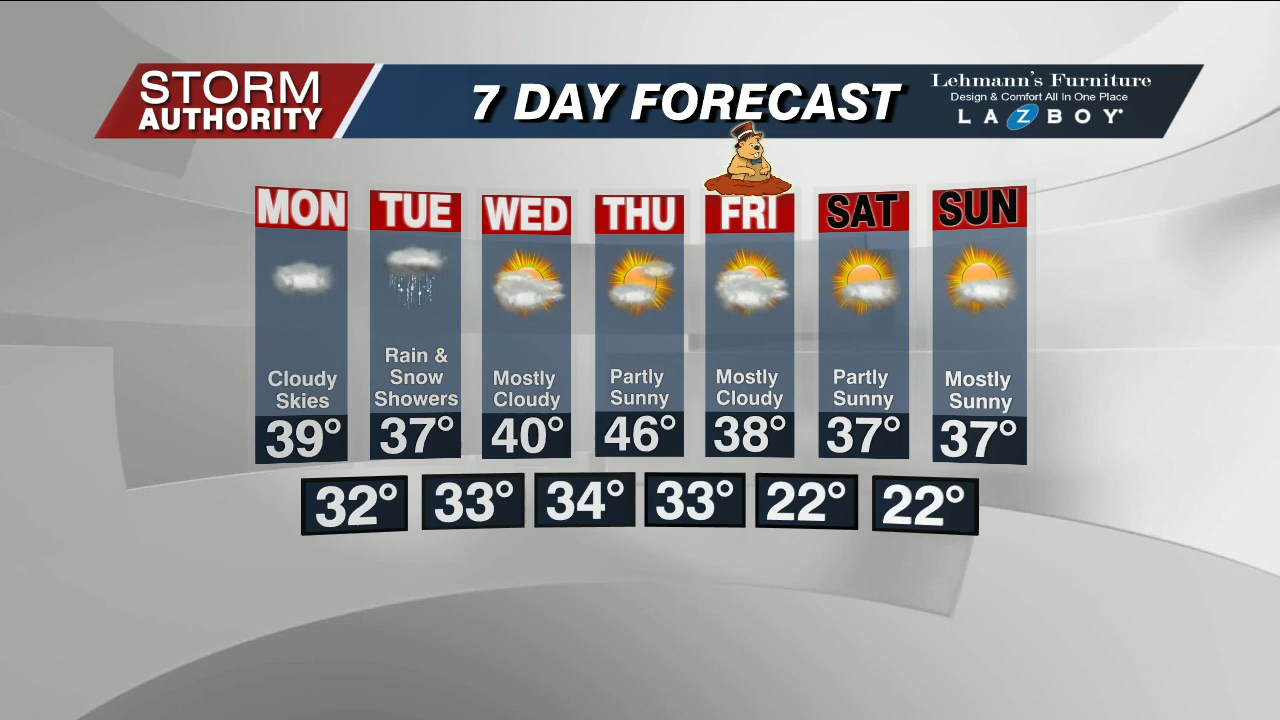 STORM
AUTHORITY
7 DAY FORECAST
Lehmann's Furniture
Design & Comfort All In One Place
LA Z BOY
MON TUE WED THU FRI SAT SUN
Cloudy
Skies
Rain &
Snow
Showers
Mostly
Cloudy
Partly
Sunny
Mostly
Cloudy
Partly
Sunny
Mostly
Sunny
39° 37° 40° 46° 38° 37° 37°
32° 33° 34° 33° 22° 22°